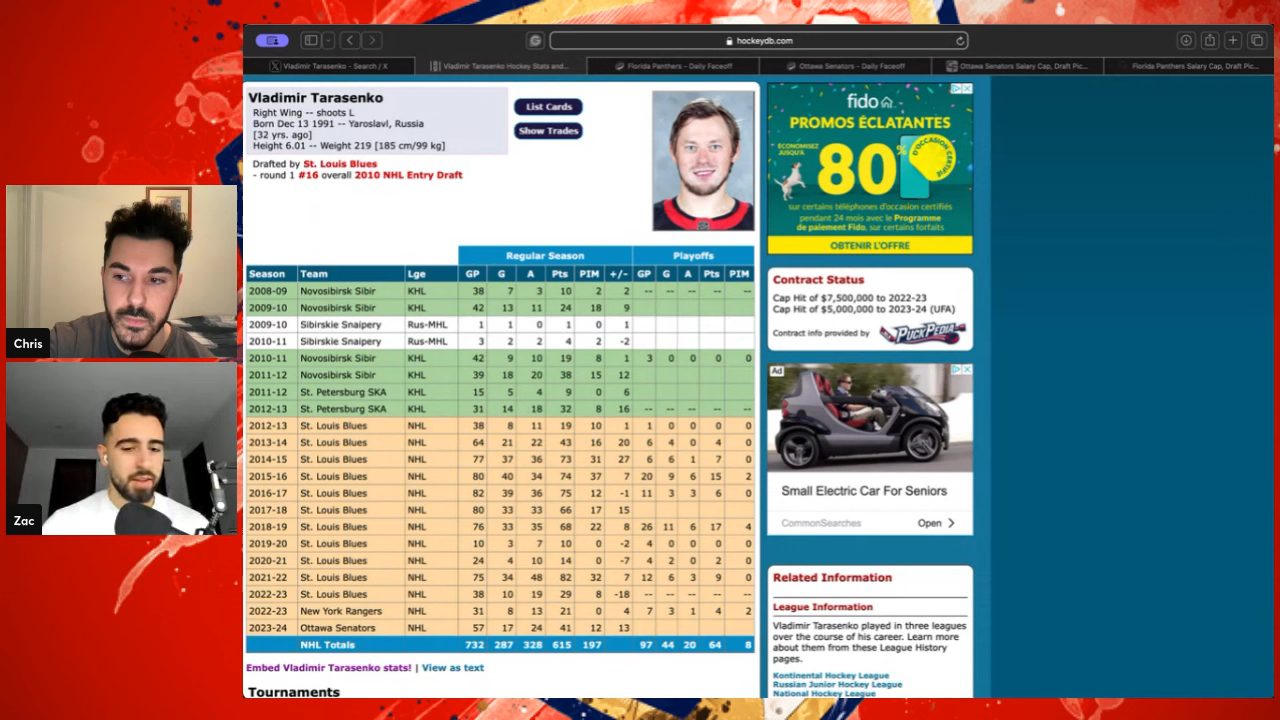 hockeydb.com
Vladimir Tarasenko - Search / X
Vladimir Tarasenko Hockey Stats and...
Florida Panthers - Daily Faceoff
Ottawa Senators - Daily Faceoff
Ottawa Senators Salary Cap, Draft Pic...
Florida Panthers Salary Cap, Draft Pic...
Vladimir Tarasenko
Right Wing -- shoots L
Born Dec 13 1991 -- Yaroslavl, Russia
[32 yrs. ago]
Height 6.01 -- Weight 219 [185 cm/99 kg]
List Cards
Show Trades
Drafted by St. Louis Blues
- round 1 #16 overall 2010 NHL Entry Draft
Regular Season Playoffs
Season Team Lge GP G A Pts PIM +/- GP G A Pts PIM
2008-09 Novosibirsk Sibir KHL 38 7 3 10 2 2 -- -- -- -- --
2009-10 Novosibirsk Sibir KHL 42 13 11 24 18 9
2009-10 Sibirskie Snaipery Rus-MHL 1 1 0 1 0 1
2010-11 Sibirskie Snaipery Rus-MHL 3 2 2 4 2 -2
2010-11 Novosibirsk Sibir KHL 42 9 10 19 8 1 3 0 0 0 0
2011-12 Novosibirsk Sibir KHL 39 18 20 38 15 12
2011-12 St. Petersburg SKA KHL 15 5 4 9 0 6
2012-13 St. Petersburg SKA KHL 31 14 18 32 8 16 -- -- -- -- --
2012-13 St. Louis Blues NHL 38 8 11 19 10 1 1 0 0 0 0
2013-14 St. Louis Blues NHL 64 21 22 43 16 20 6 4 0 4 0
2014-15 St. Louis Blues NHL 77 37 36 73 31 27 6 6 1 7 0
2015-16 St. Louis Blues NHL 80 40 34 74 37 7 20 9 6 15 2
2016-17 St. Louis Blues NHL 82 39 36 75 12 -1 11 3 3 6 0
2017-18 St. Louis Blues NHL 80 33 33 66 17 15
2018-19 St. Louis Blues NHL 76 33 35 68 22 8 26 11 6 17 4
2019-20 St. Louis Blues NHL 10 3 7 10 0 -2 4 0 0 0 0
2020-21 St. Louis Blues NHL 24 4 10 14 0 -7 4 2 0 2 0
2021-22 St. Louis Blues NHL 75 34 48 82 32 7 12 6 3 9 0
2022-23 St. Louis Blues NHL 38 10 19 29 8 -18 -- -- -- -- --
2022-23 New York Rangers NHL 31 8 13 21 0 4 7 3 1 4 2
2023-24 Ottawa Senators NHL 57 17 24 41 12 13
NHL Totals 732 287 328 615 197 97 44 20 64 8
Embed Vladimir Tarasenko stats! | View as text
Tournaments
fido
PROMOS ÉCLATANTES
ÉCONOMISEZ
JUSQU'À
80%
D'OCCASION
CERTIFIÉ
sur certains téléphones d'occasion certifiés
pendant 24 mois avec le Programme
de paiement Fido, sur certains forfaits
OBTENIR L'OFFRE
Contract Status
Cap Hit of $7,500,000 to 2022-23
Cap Hit of $5,000,000 to 2023-24 (UFA)
Contract info provided by PUCKPEDIA
Ad
Small Electric Car For Seniors
CommonSearches Open
Related Information
League Information
Vladimir Tarasenko played in three leagues
over the course of his career. Learn more
about them from these League History
pages.
Kontinental Hockey League
Russian Junior Hockey League
National Hockey League
Chris
Zac